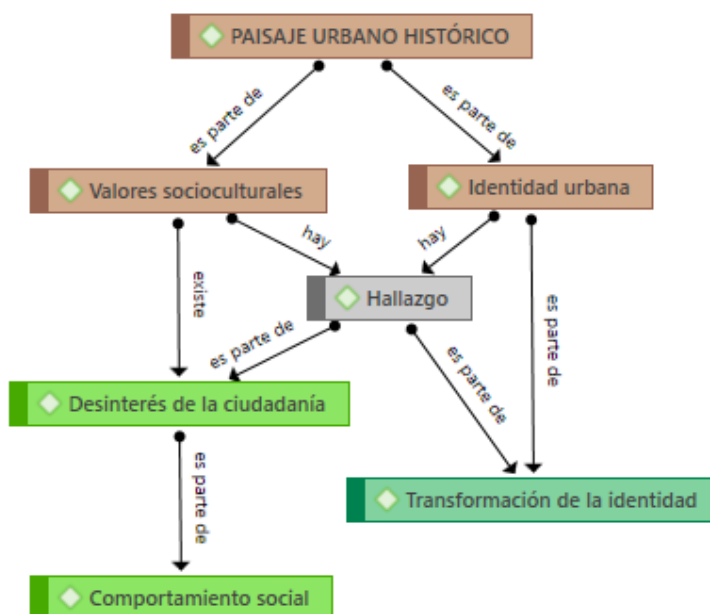 PAISAJE URBANO HISTÓRICO
es parte de
es parte de
Valores socioculturales
Identidad urbana
hay
hay
existe
Hallazgo
es parte de
es parte de
es parte de
Desinterés de la ciudadanía
es parte de
Transformación de la identidad
Comportamiento social